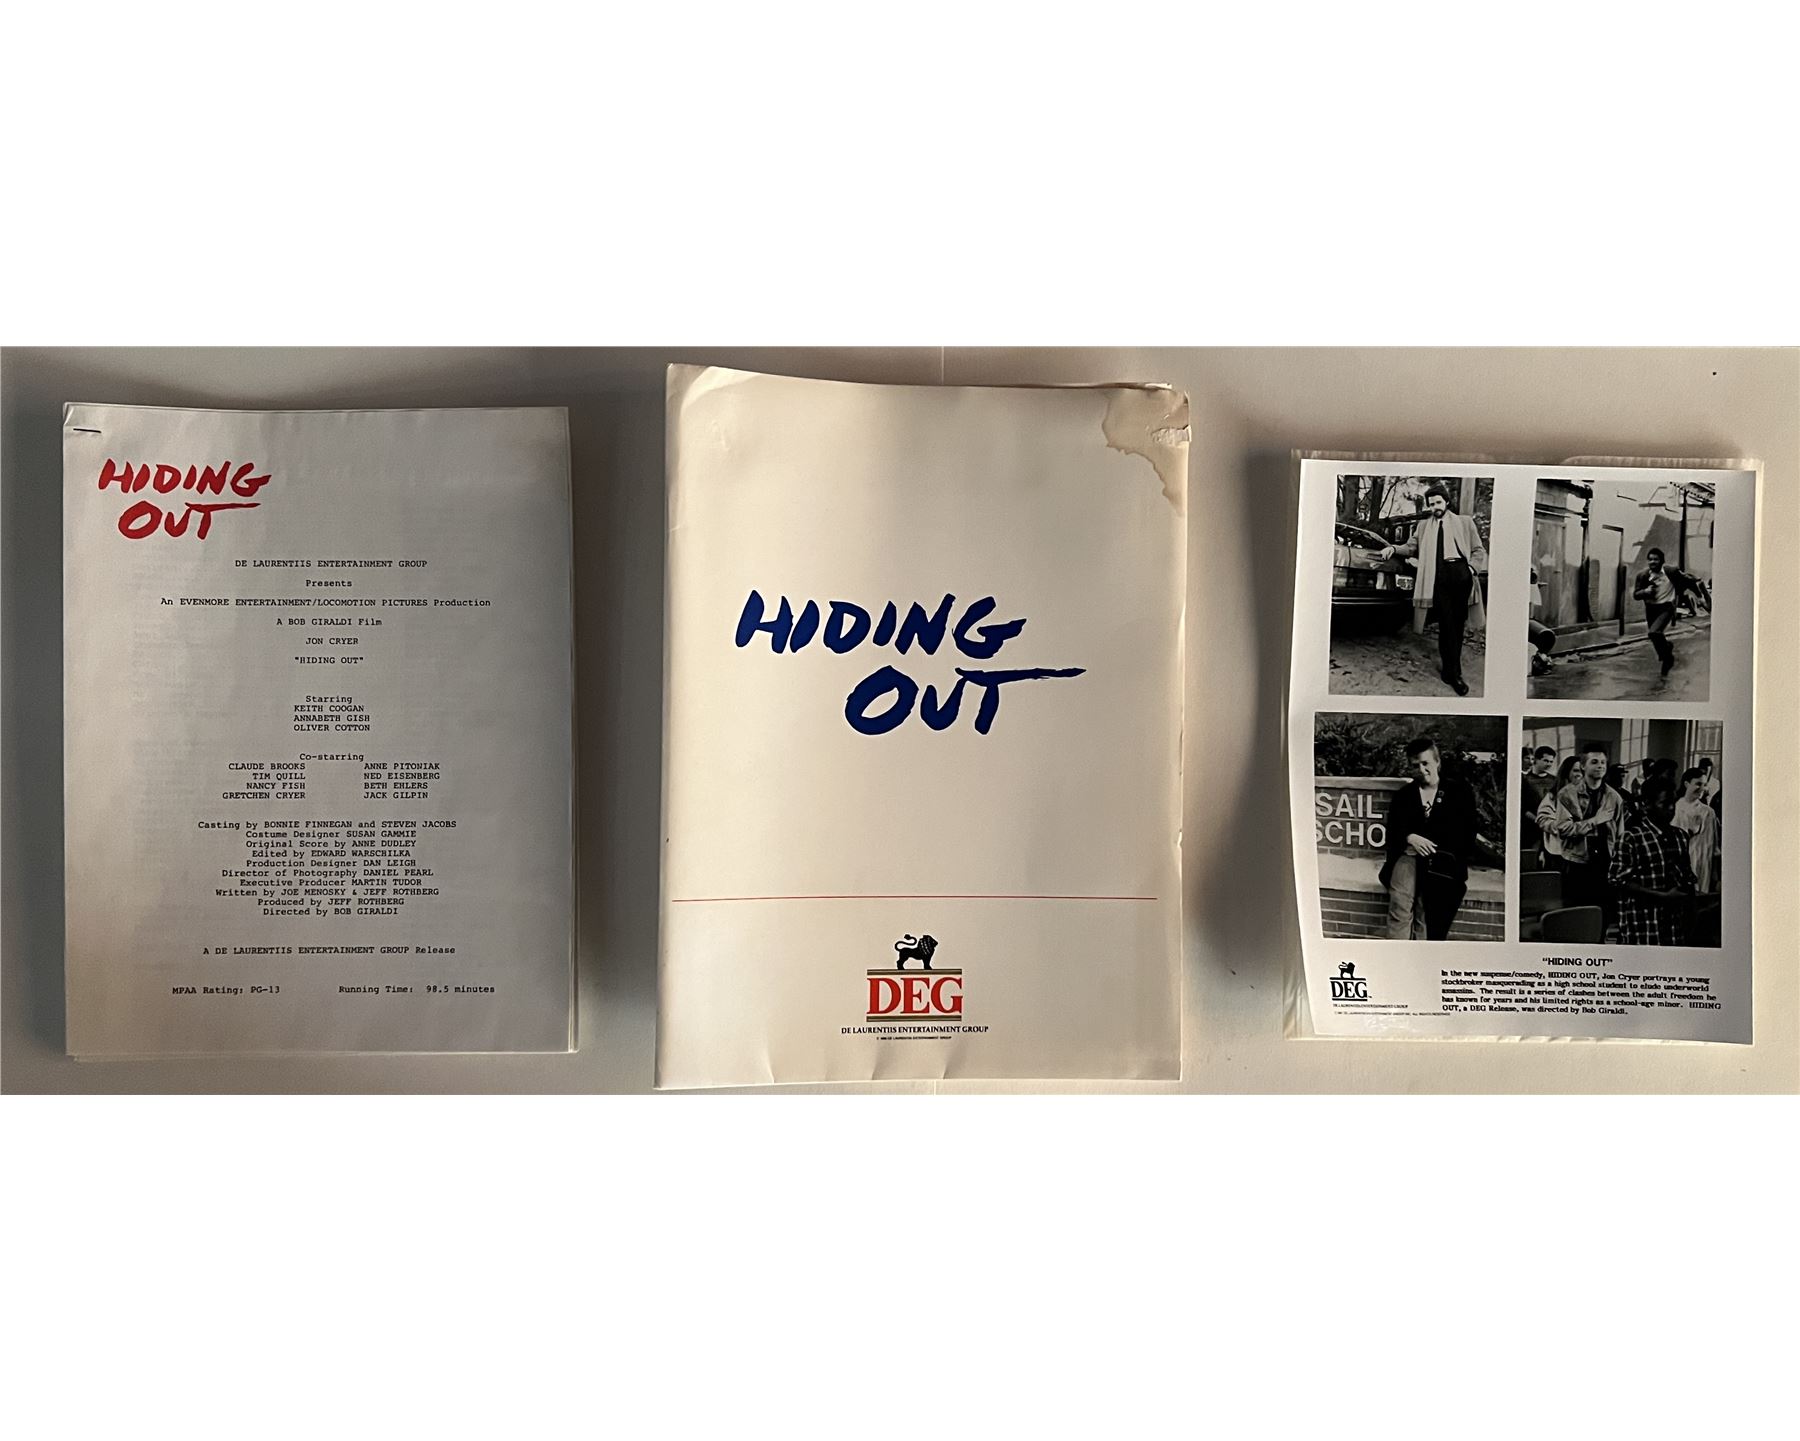 HIDING
OUT
DE LAURENTIIS ENTERTAINMENT GROUP
Presents
An EVENMORE ENTERTAINMENT/LOCOMOTION PICTURES Production
A BOB GIRALDI Film
JON CRYER
"HIDING OUT"
Starring
KEITH COOGAN
ANNABETH GISH
OLIVER COTTON
Co-starring
CLAUDE BROOKS ANNE PITONIAK
TIM QUILL NED EISENBERG
NANCY FISH BETH EHLERS
GRETCHEN CRYER JACK GILPIN
Casting by BONNIE FINNEGAN and STEVEN JACOBS
Costume Designer SUSAN GAMMIE
Original Score by ANNE DUDLEY
Edited by EDWARD WARSCHILKA
Production Designer DAN LEIGH
Director of Photography DANIEL PEARL
Executive Producer MARTIN TUDOR
Written by JOE MENOSKY & JEFF ROTHBERG
Produced by JEFF ROTHBERG
Directed by BOB GIRALDI
A DE LAURENTIIS ENTERTAINMENT GROUP Release
MPAA Rating: PG-13 Running Time: 98.5 minutes
HIDING
OUT
DEG
DE LAURENTIIS ENTERTAINMENT GROUP
SAIL
SCHO
"HIDING OUT"
In the new suspense/comedy, HIDING OUT, Jon Cryer portrays a young
stockbroker masquerading as a high school student to elude underworld
assassins. The result is a series of clashes between the adult freedom he
has known for years and his limited rights as a school-age minor. HIDING
OUT, a DEG Release, was directed by Bob Giraldi.
DEG
DE LAURENTIIS ENTERTAINMENT GROUP